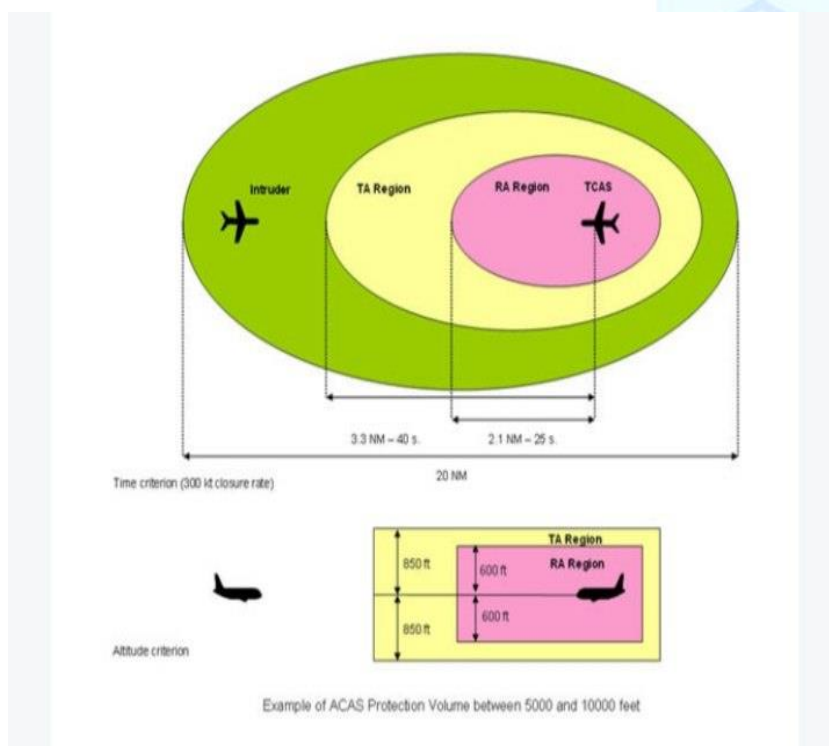 Intruder
TA Region
RA Region
TCAS
3.3 NM – 40 s.
2.1 NM – 25 s.
20 NM
Time criterion (300 kt closure rate)
TA Region
850 ft
600 ft
RA Region
600 ft
850 ft
Altitude criterion
Example of ACAS Protection Volume between 5000 and 10000 feet